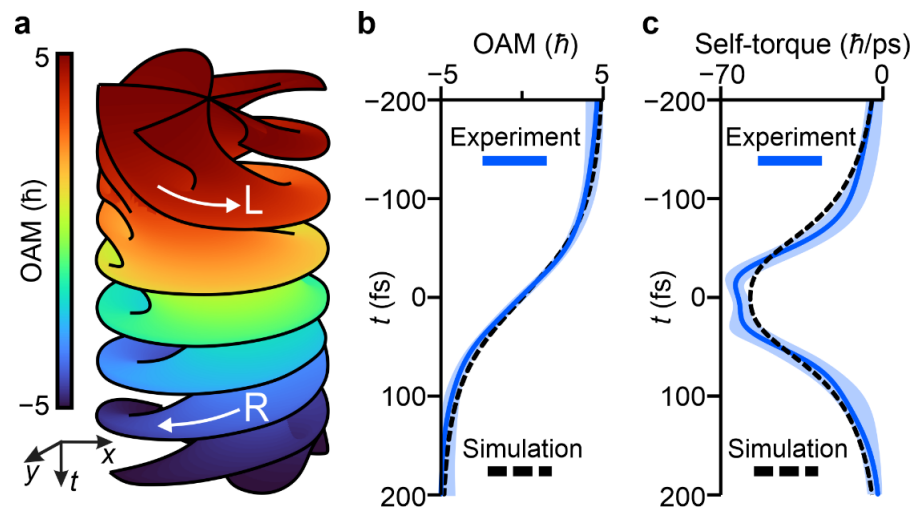 a
5
OAM (ħ)
−5
L
R
y
t
x
b
OAM (ħ)
−5
5
−200
−100
0
100
200
t (fs)
Experiment
Simulation
c
Self-torque (ħ/ps)
−70
0
−200
−100
0
100
200
t (fs)
Experiment
Simulation